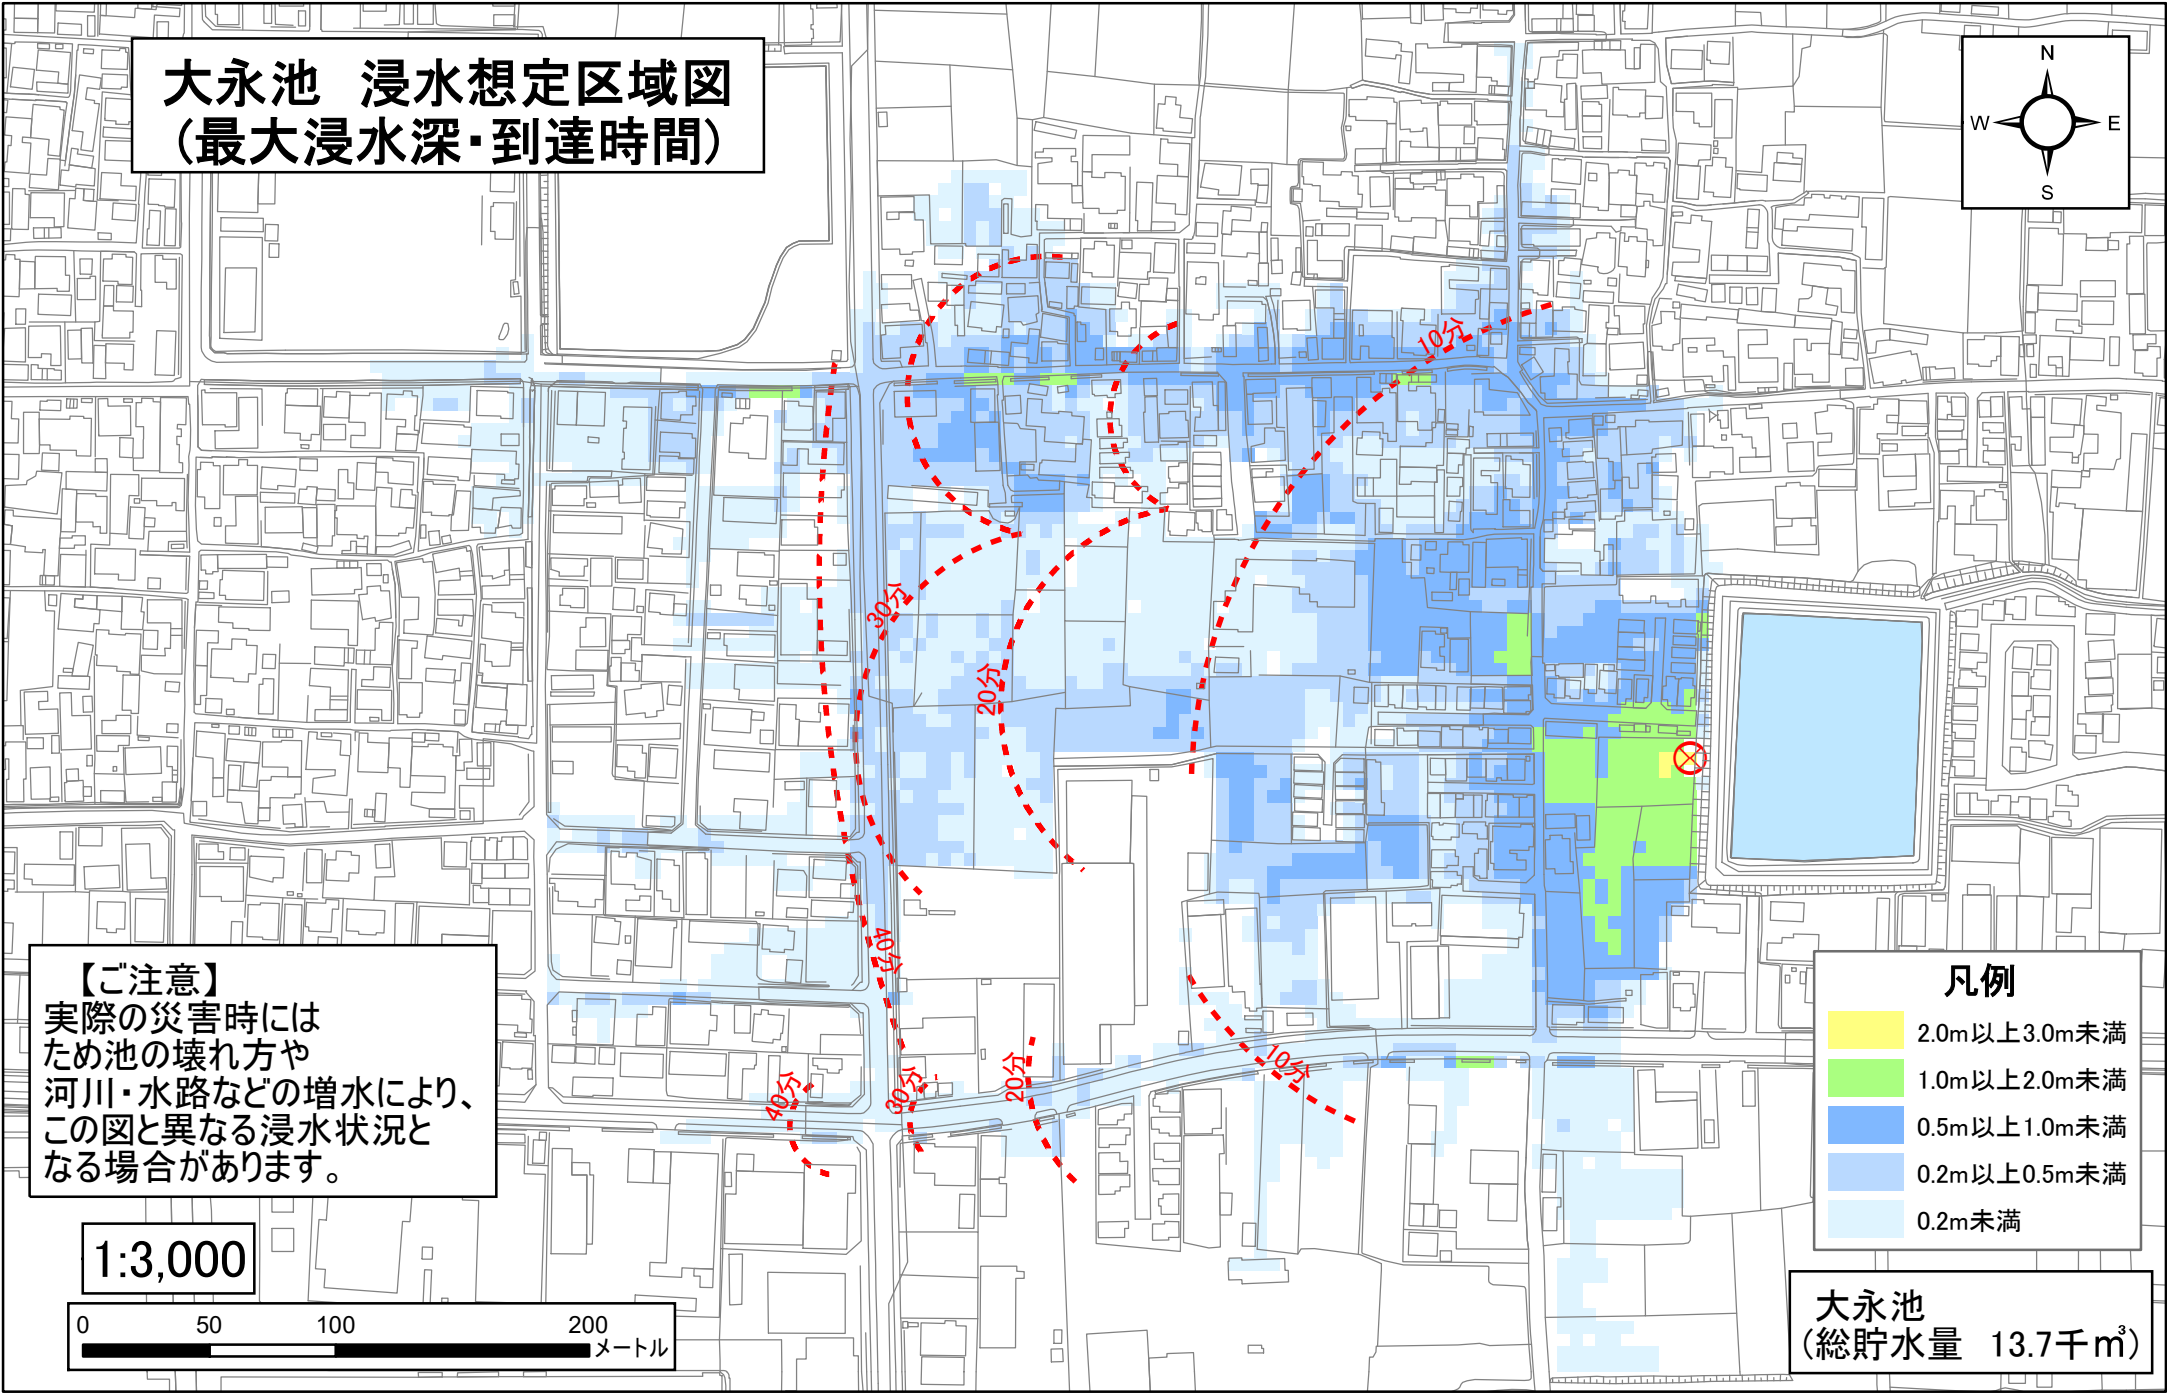 大永池　浸水想定区域図
（最大浸水深・到達時間）
N
W
E
S
10分
30分
20分
40分
10分
20分
30分
40分
【ご注意】
実際の災害時には
ため池の壊れ方や
河川・水路などの増水により、
この図と異なる浸水状況と
なる場合があります。
凡例
2.0m以上3.0m未満
1.0m以上2.0m未満
0.5m以上1.0m未満
0.2m以上0.5m未満
0.2m未満
1:3,000
0 50 100 200
メートル
大永池
（総貯水量　13.7千㎥）